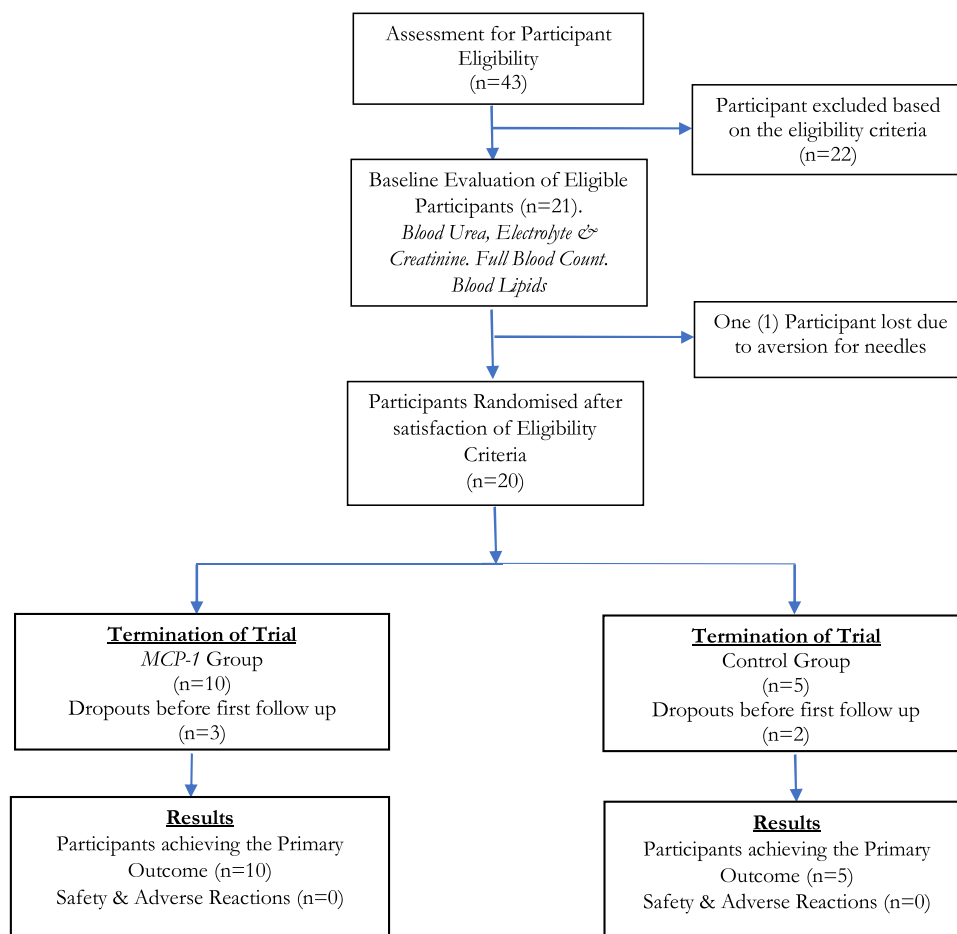 Assessment for Participant
Eligibility
(n=43)
Participant excluded based
on the eligibility criteria
(n=22)
Baseline Evaluation of Eligible
Participants (n=21).
Blood Urea, Electrolyte &
Creatinine. Full Blood Count.
Blood Lipids
One (1) Participant lost due
to aversion for needles
Participants Randomised after
satisfaction of Eligibility
Criteria
(n=20)
Termination of Trial
MCP-1 Group
(n=10)
Dropouts before first follow up
(n=3)
Termination of Trial
Control Group
(n=5)
Dropouts before first follow up
(n=2)
Results
Participants achieving the Primary
Outcome (n=10)
Safety & Adverse Reactions (n=0)
Results
Participants achieving the Primary
Outcome (n=5)
Safety & Adverse Reactions (n=0)